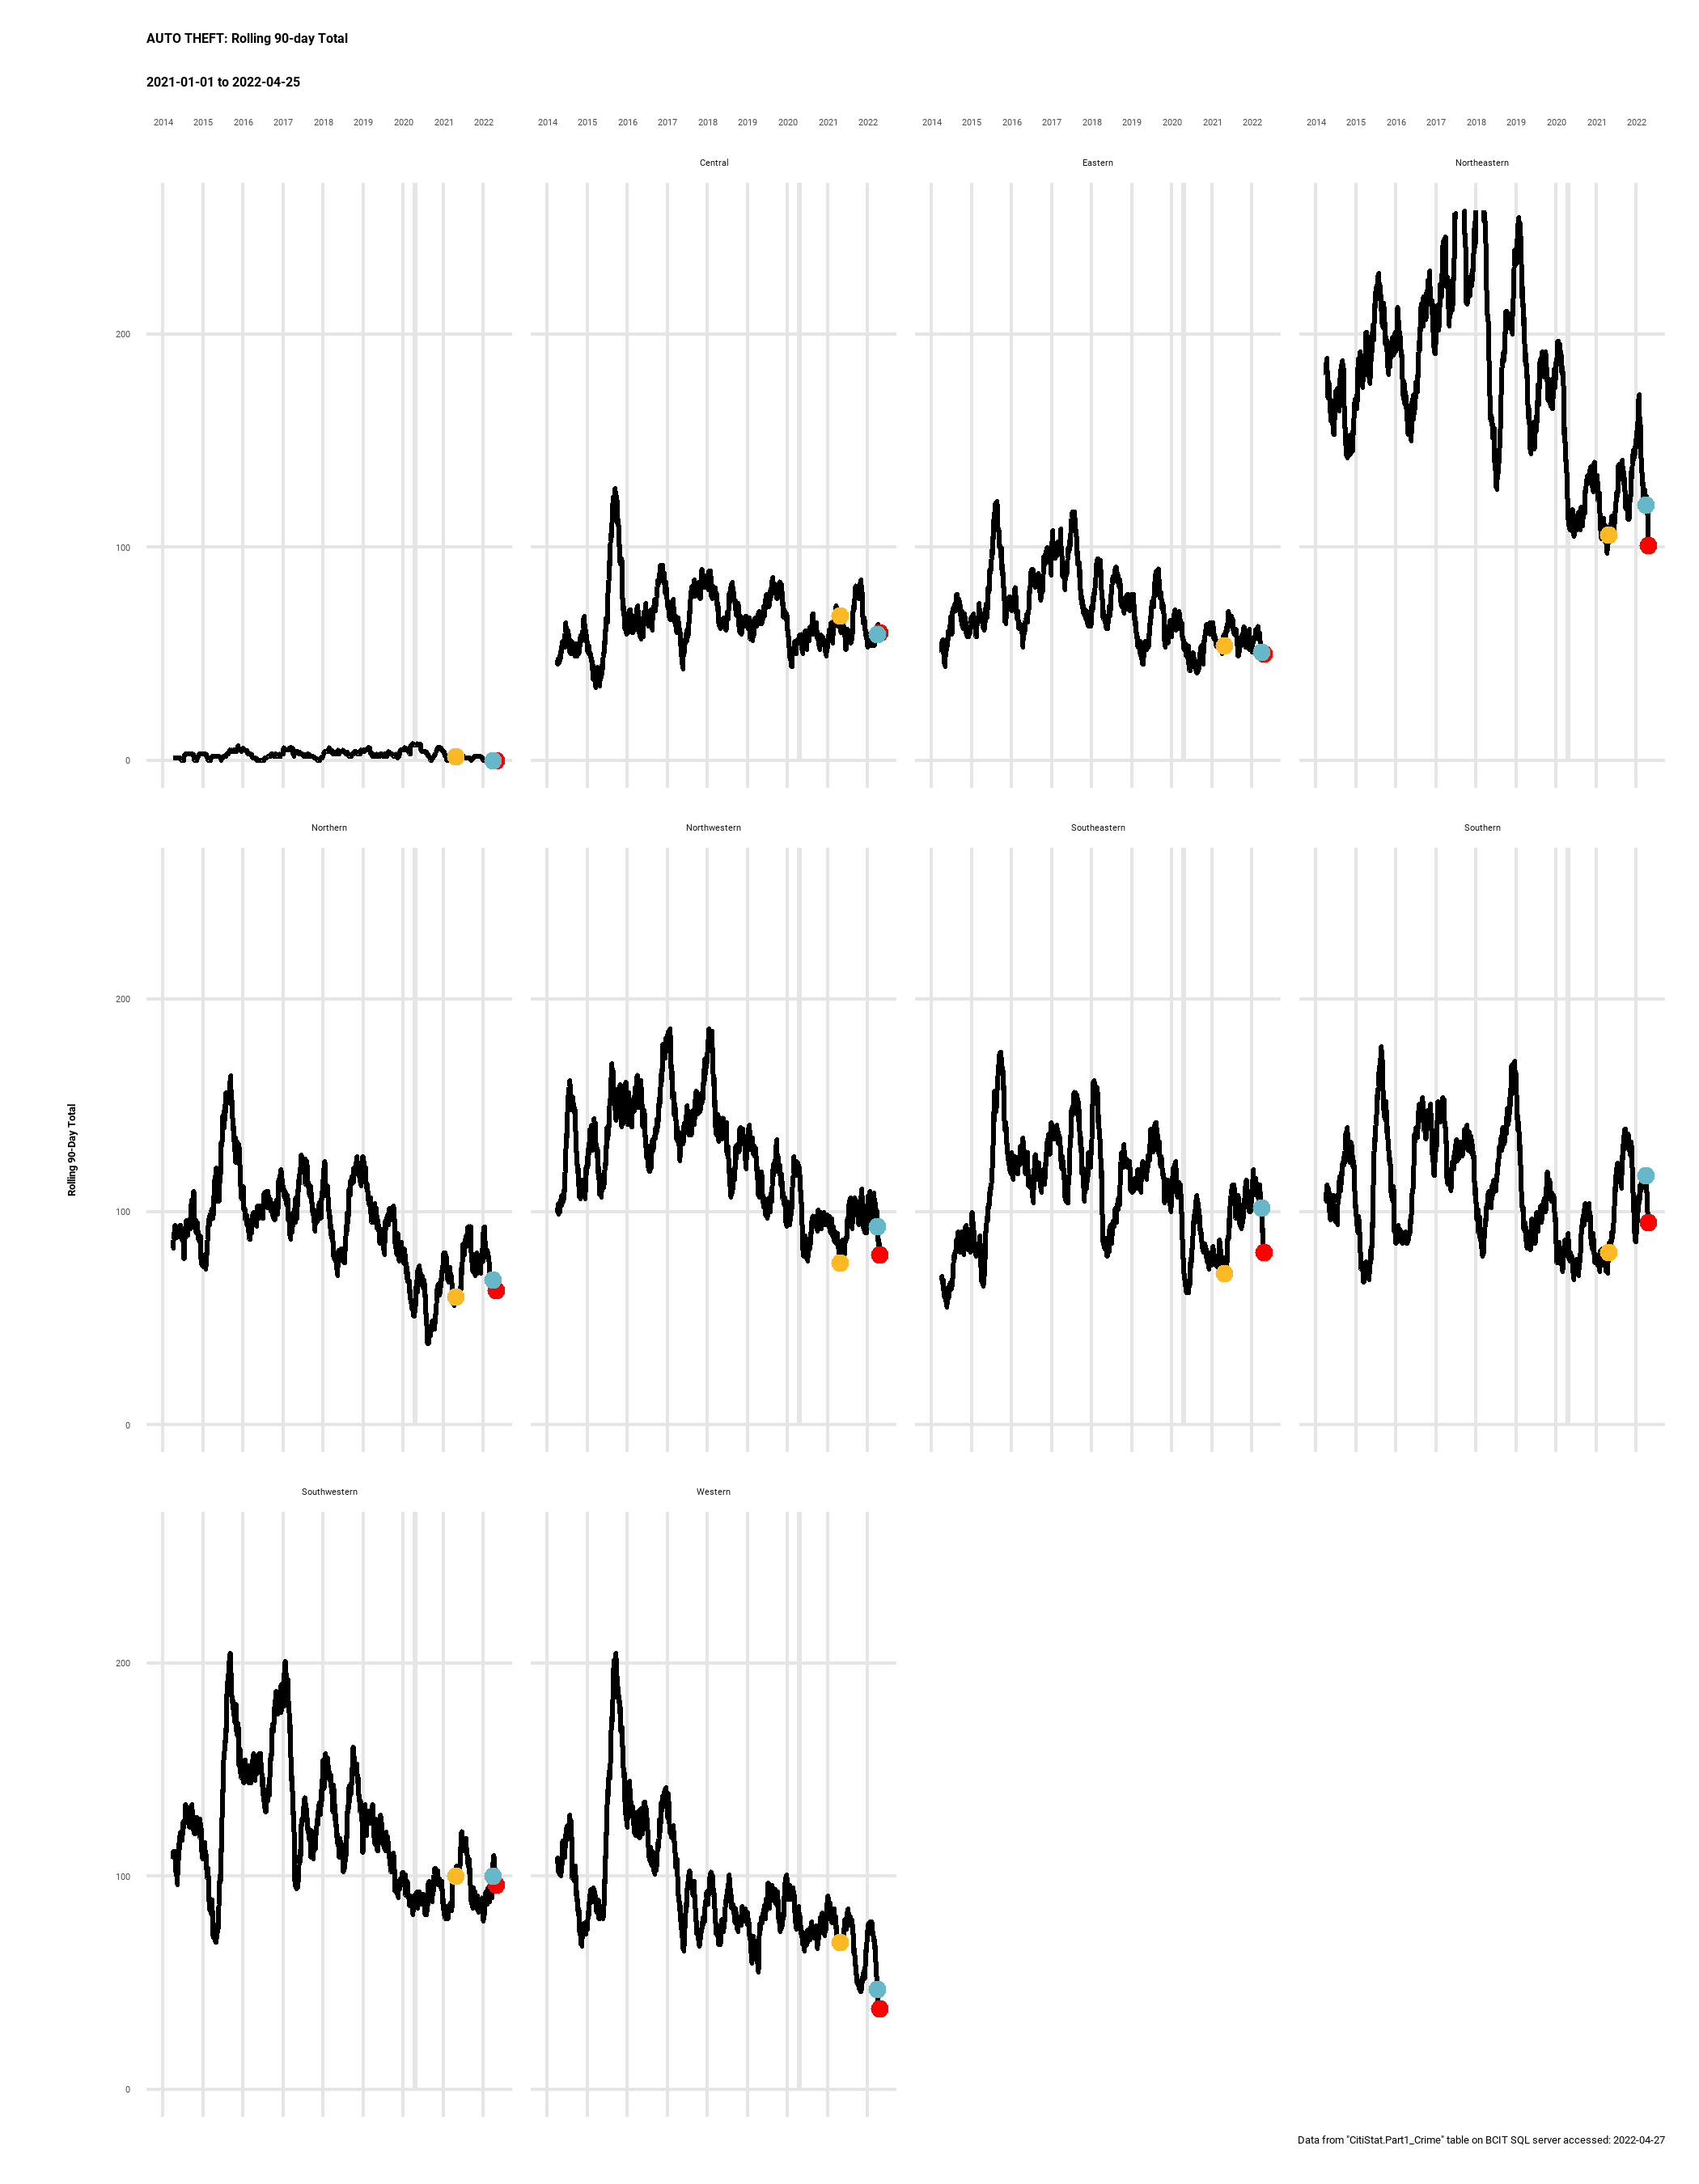 AUTO THEFT: Rolling 90-day Total
2021-01-01 to 2022-04-25
2014 2015 2016 2017 2018 2019 2020 2021 2022 2014 2015 2016 2017 2018 2019 2020 2021 2022 2014 2015 2016 2017 2018 2019 2020 2021 2022 2014 2015 2016 2017 2018 2019 2020 2021 2022
Central Eastern Northeastern
200
100
0
Northern Northwestern Southeastern Southern
200
Rolling 90-Day Total
100
0
Southwestern Western
200
100
0
Data from "CitiStat.Part1_Crime" table on BCIT SQL server accessed: 2022-04-27